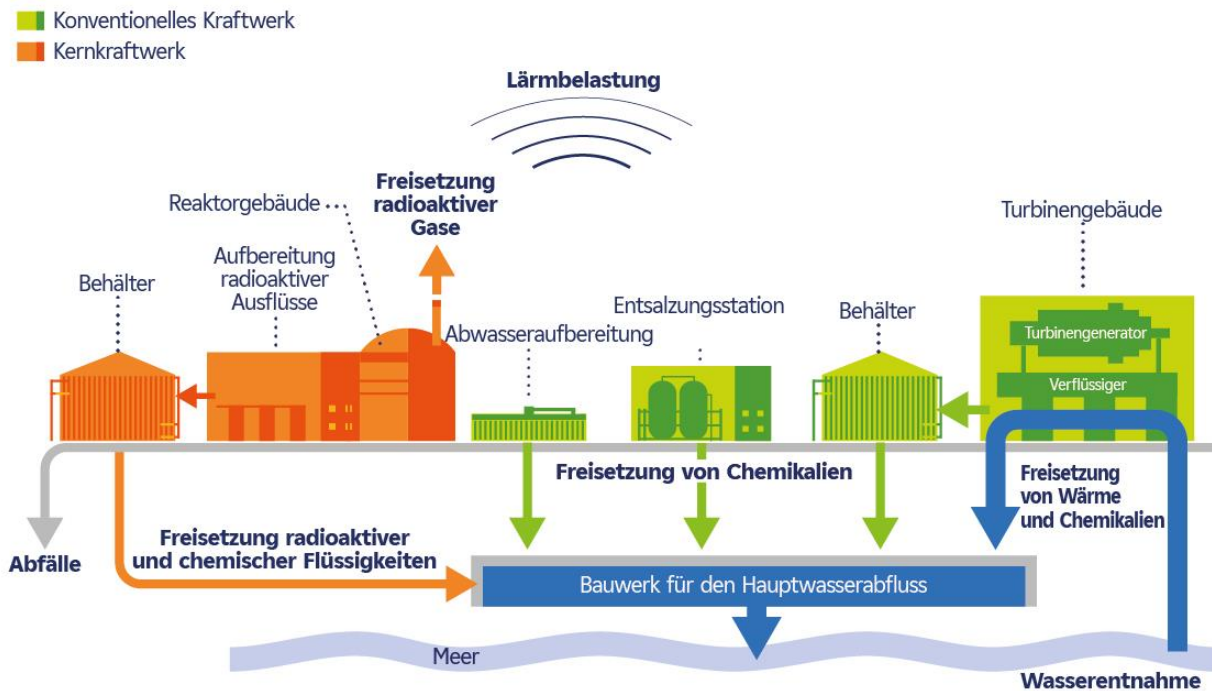 Konventionelles Kraftwerk
Kernkraftwerk
Lärmbelastung
Freisetzung
radioaktiver
Gase
Reaktorgebäude
Turbinengebäude
Aufbereitung
radioaktiver
Ausflüsse
Behälter
Entsalzungsstation
Behälter
Abwasseraufbereitung
Turbinengenerator
Verflüssiger
Freisetzung von Chemikalien
Freisetzung
von Wärme
und Chemikalien
Abfälle
Freisetzung radioaktiver
und chemischer Flüssigkeiten
Bauwerk für den Hauptwasserabfluss
Meer
Wasserentnahme